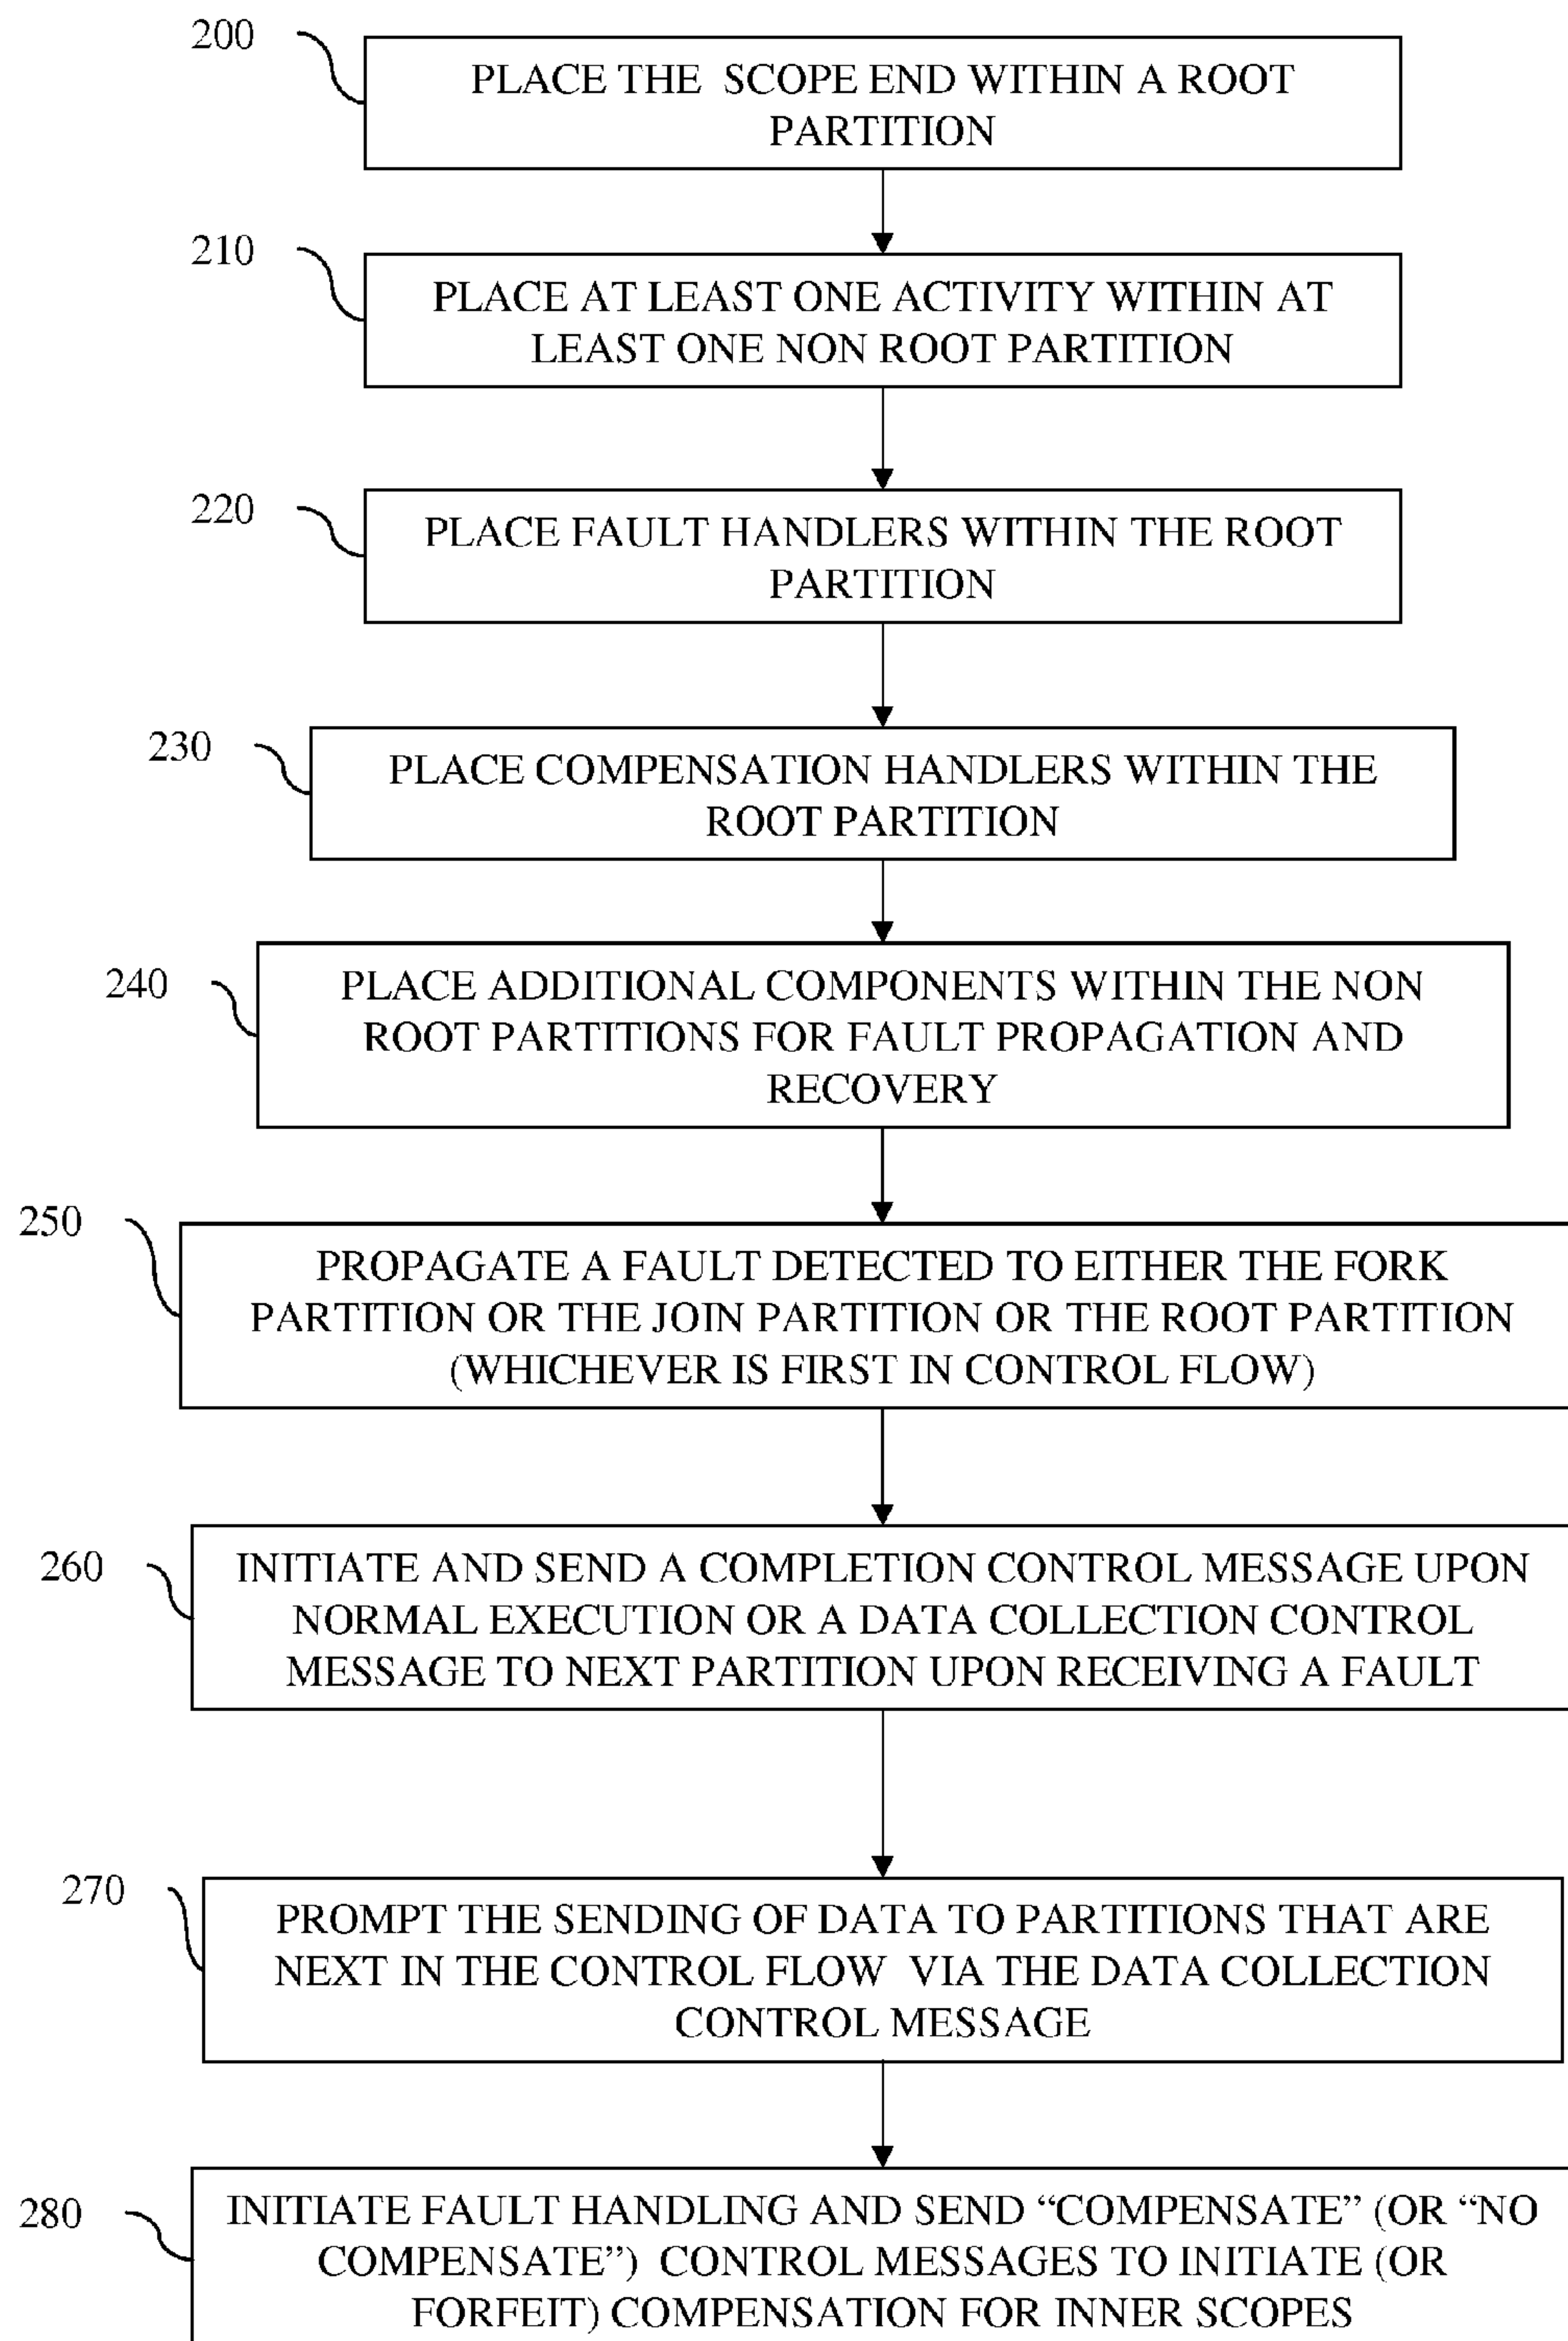 200
PLACE THE SCOPE END WITHIN A ROOT
PARTITION
210
PLACE AT LEAST ONE ACTIVITY WITHIN AT
LEAST ONE NON ROOT PARTITION
220
PLACE FAULT HANDLERS WITHIN THE ROOT
PARTITION
230
PLACE COMPENSATION HANDLERS WITHIN THE
ROOT PARTITION
240
PLACE ADDITIONAL COMPONENTS WITHIN THE NON
ROOT PARTITIONS FOR FAULT PROPAGATION AND
RECOVERY
250
PROPAGATE A FAULT DETECTED TO EITHER THE FORK
PARTITION OR THE JOIN PARTITION OR THE ROOT PARTITION
(WHICHEVER IS FIRST IN CONTROL FLOW)
260
INITIATE AND SEND A COMPLETION CONTROL MESSAGE UPON
NORMAL EXECUTION OR A DATA COLLECTION CONTROL
MESSAGE TO NEXT PARTITION UPON RECEIVING A FAULT
270
PROMPT THE SENDING OF DATA TO PARTITIONS THAT ARE
NEXT IN THE CONTROL FLOW VIA THE DATA COLLECTION
CONTROL MESSAGE
280
INITIATE FAULT HANDLING AND SEND “COMPENSATE” (OR “NO
COMPENSATE”) CONTROL MESSAGES TO INITIATE (OR
FORFEIT) COMPENSATION FOR INNER SCOPES